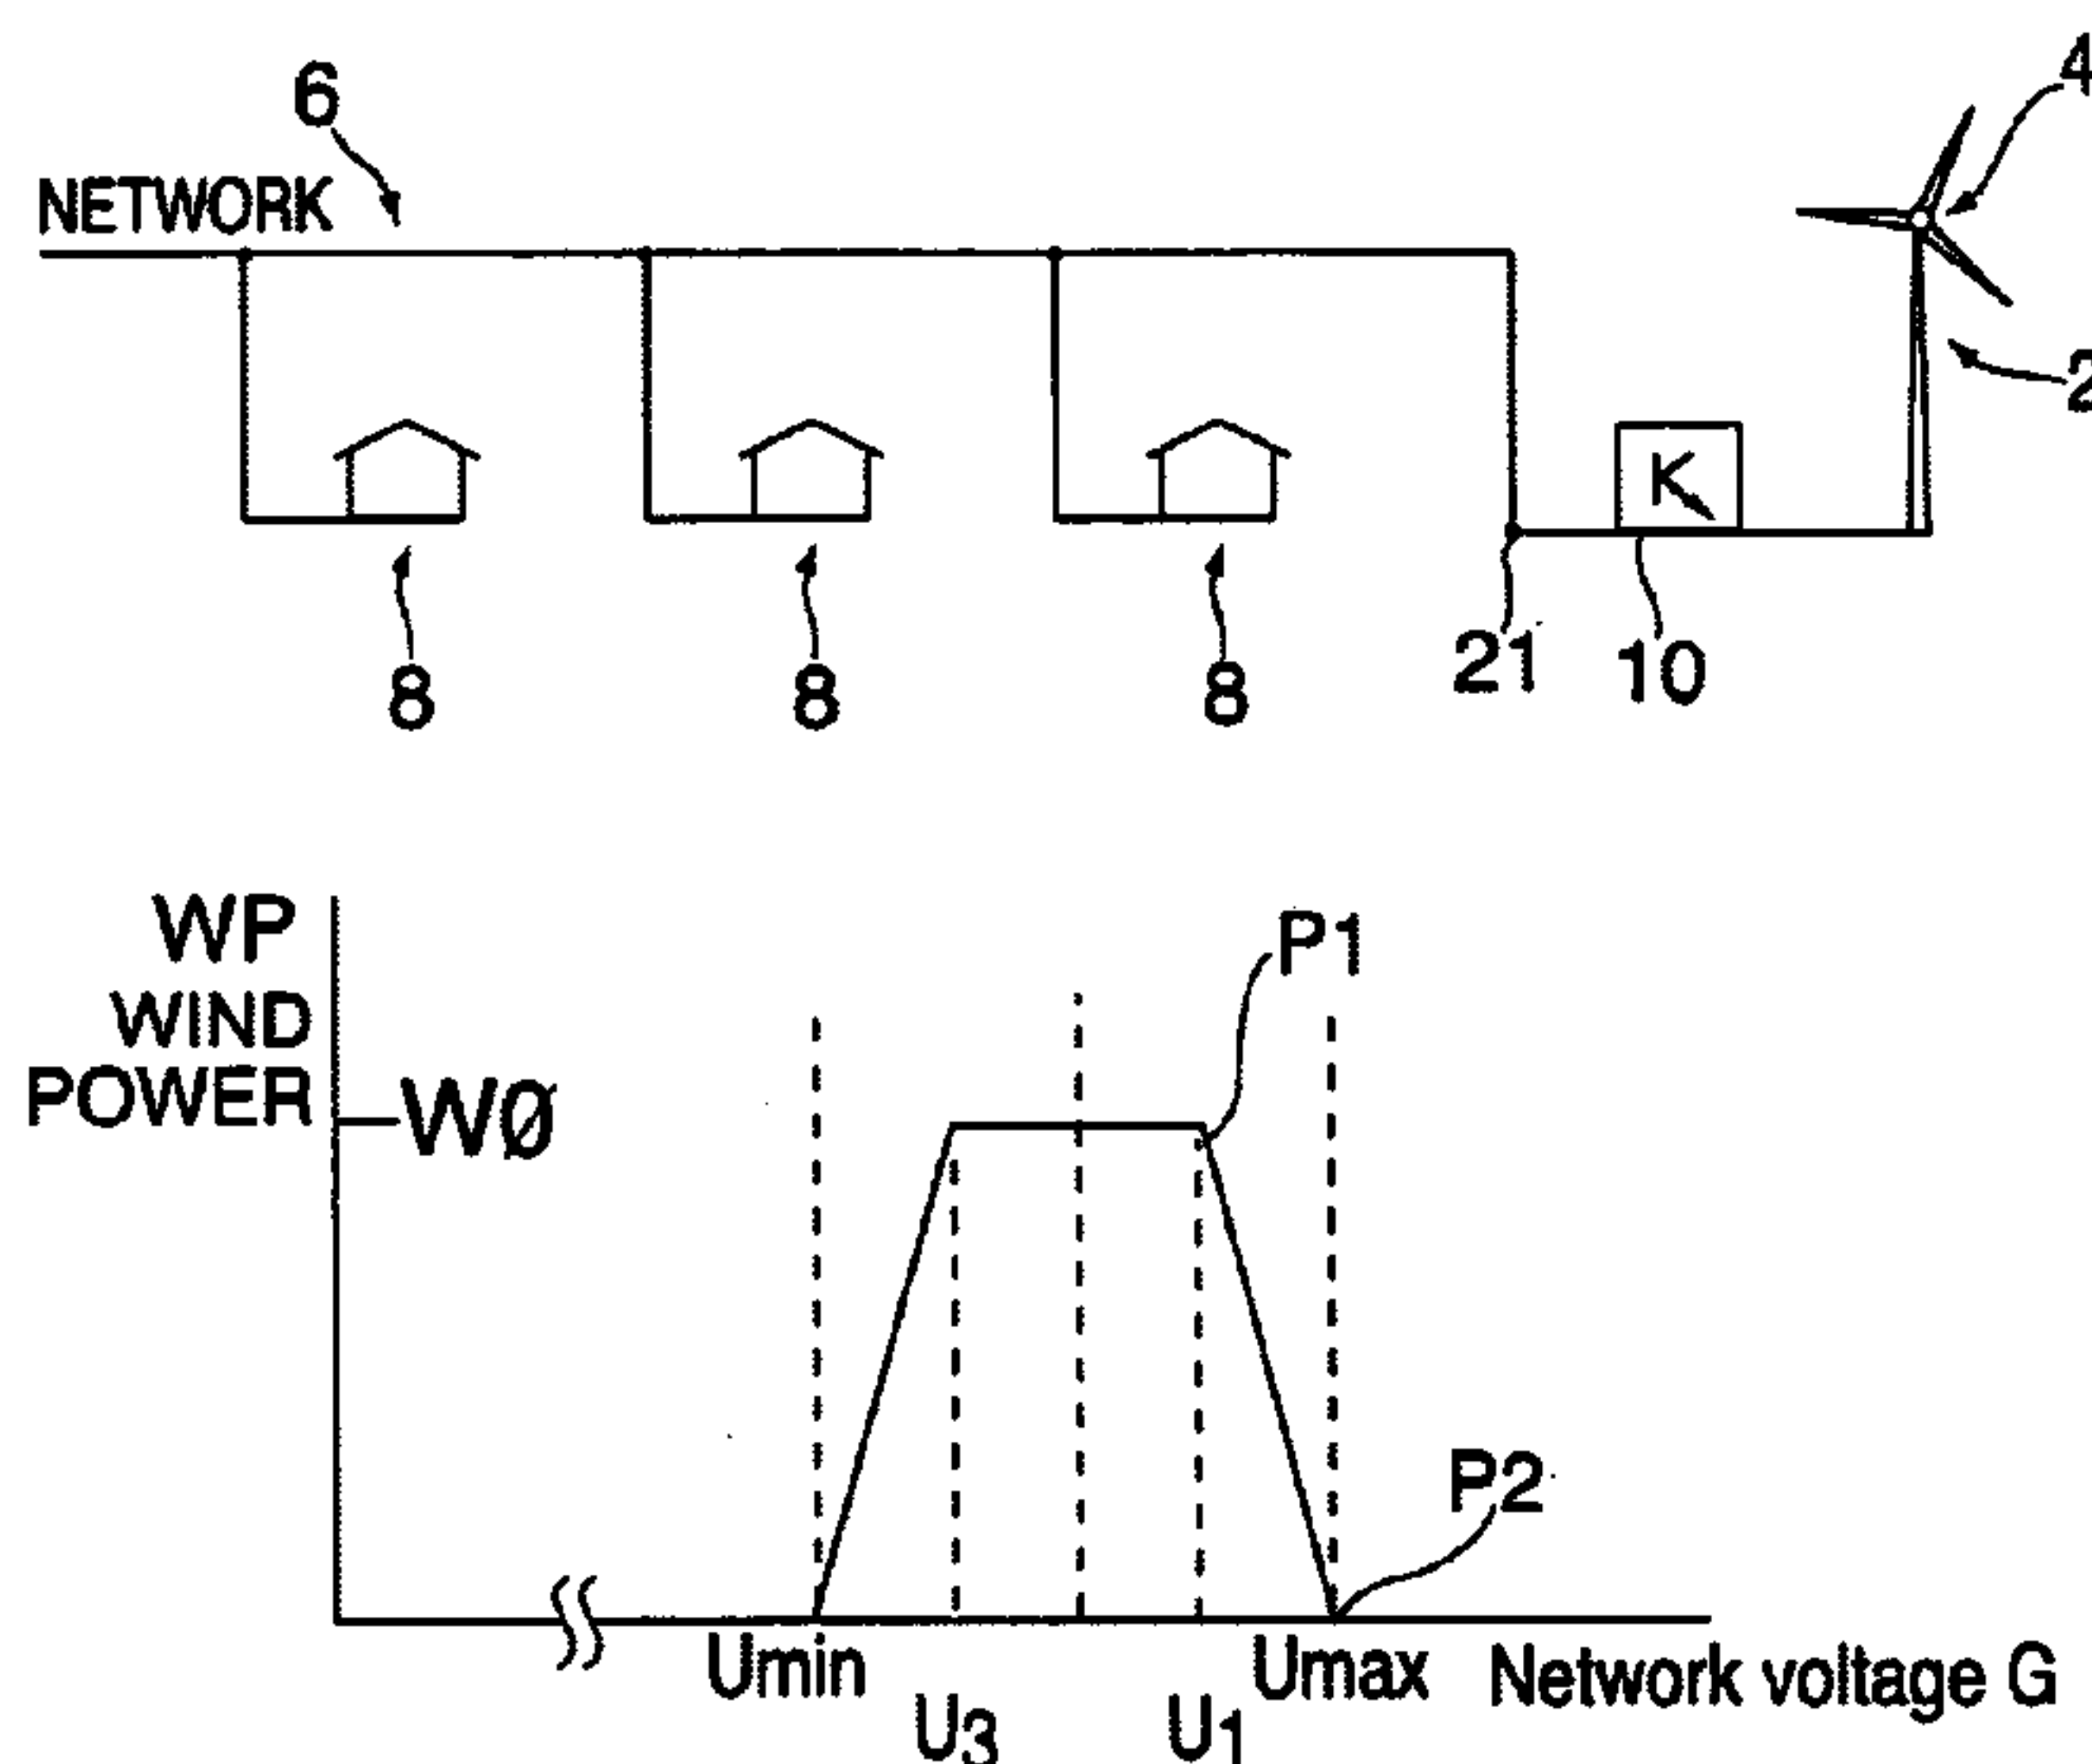 6
4
NETWORK
2
K
8
8
8
21
10
WP
WIND
POWER
WØ
P1
P2
Umin
Umax
Network voltage G
U3
U1